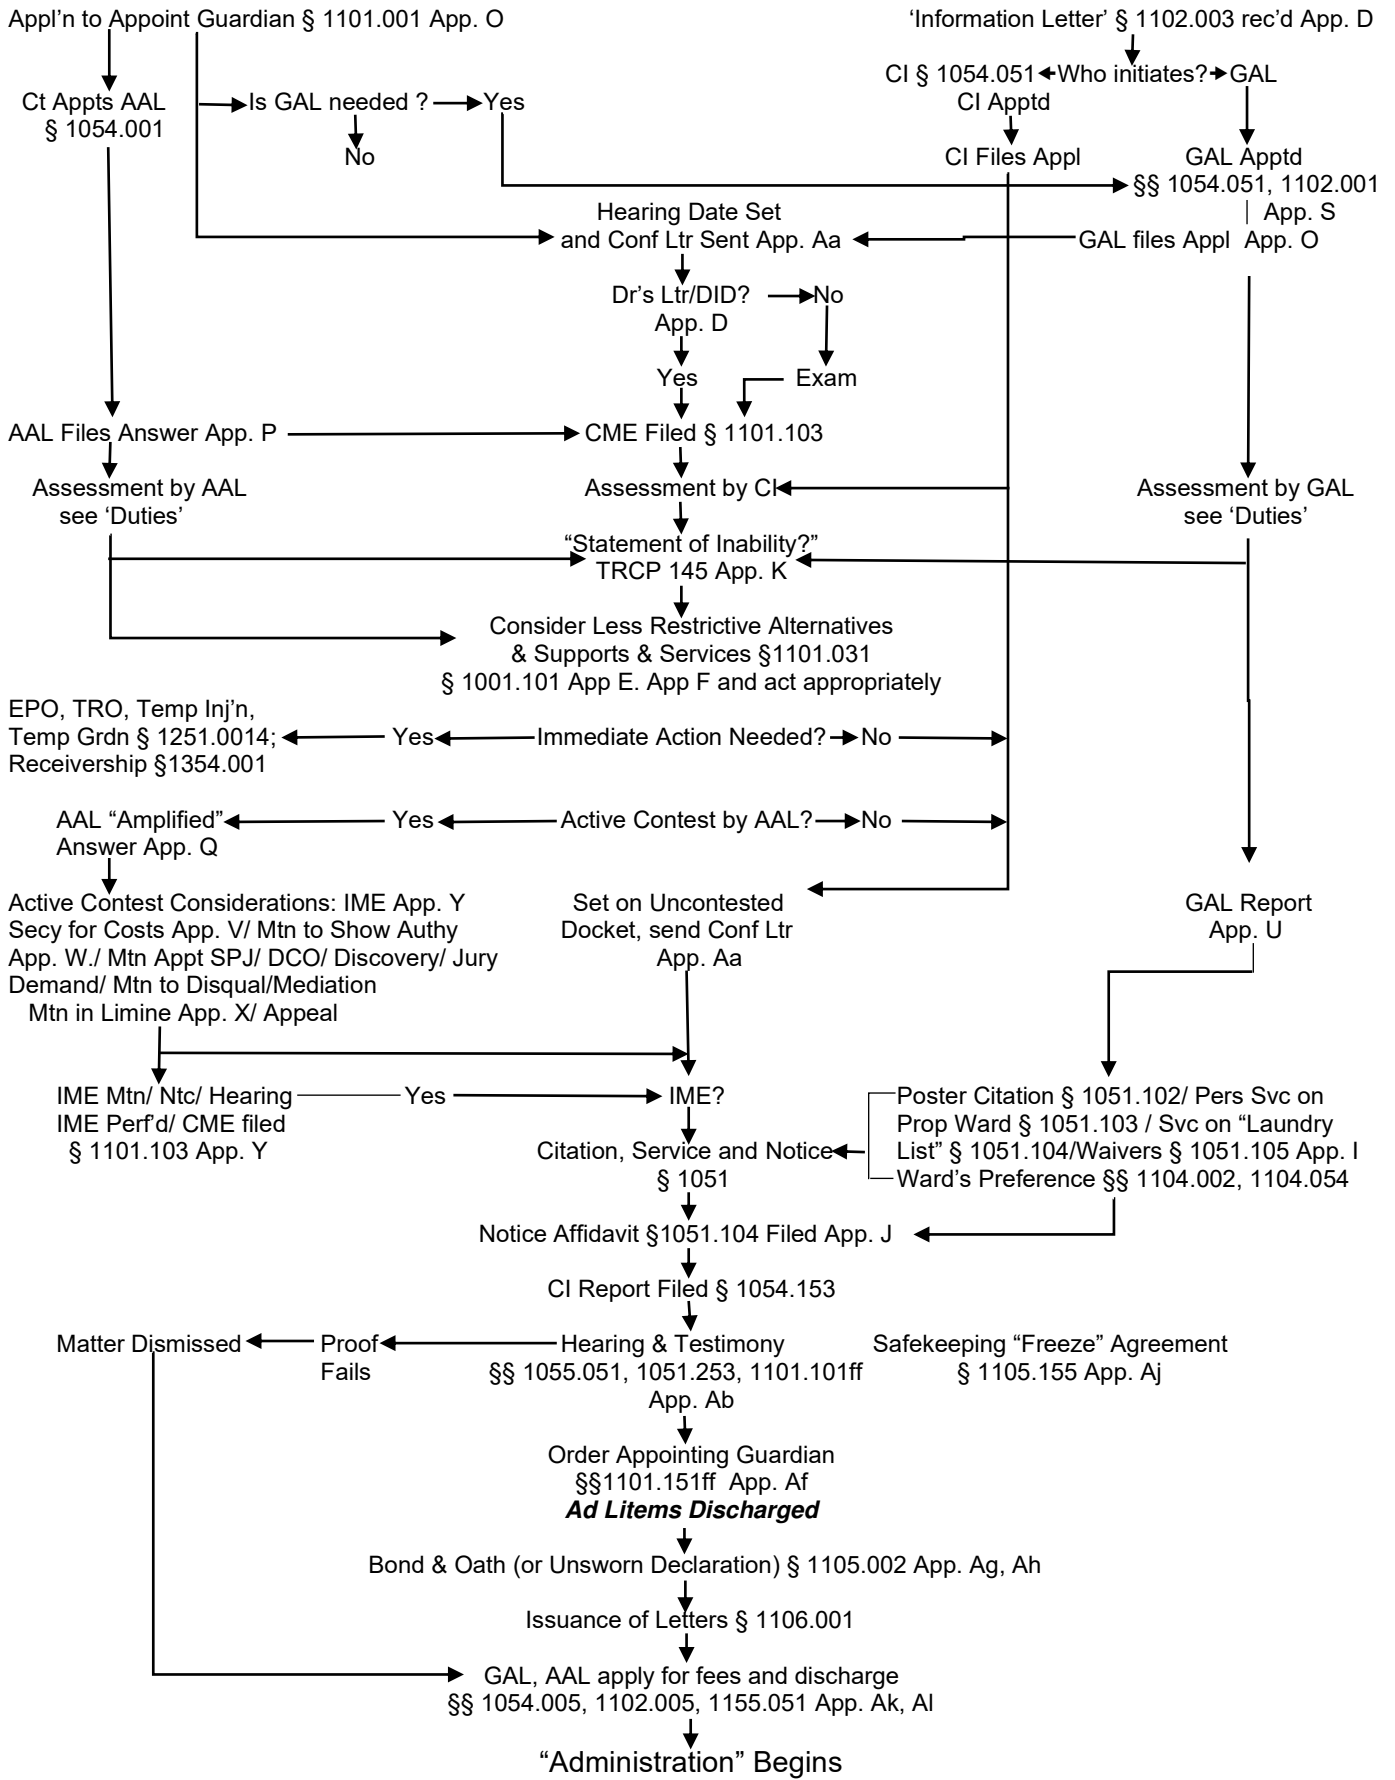 Appl’n to Appoint Guardian § 1101.001 App. O
‘Information Letter’ § 1102.003 rec’d App. D
CI § 1054.051
Who initiates?
GAL
Ct Appts AAL
§ 1054.001
Is GAL needed ?
Yes
No
CI Apptd
CI Files Appl
GAL Apptd
§§ 1054.051, 1102.001
App. S
Hearing Date Set
and Conf Ltr Sent App. Aa
GAL files Appl App. O
Dr’s Ltr/DID?
App. D
No
Yes
Exam
AAL Files Answer App. P
CME Filed § 1101.103
Assessment by AAL
see ‘Duties’
Assessment by CI
Assessment by GAL
see ‘Duties’
“Statement of Inability?”
TRCP 145 App. K
Consider Less Restrictive Alternatives
& Supports & Services §1101.031
§ 1001.101 App E. App F and act appropriately
EPO, TRO, Temp Inj’n,
Temp Grdn § 1251.0014;
Receivership §1354.001
Yes
Immediate Action Needed?
No
AAL “Amplified”
Answer App. Q
Yes
Active Contest by AAL?
No
Active Contest Considerations: IME App. Y
Secy for Costs App. V/ Mtn to Show Authy
App. W./ Mtn Appt SPJ/ DCO/ Discovery/ Jury
Demand/ Mtn to Disqual/Mediation
Mtn in Limine App. X/ Appeal
Set on Uncontested
Docket, send Conf Ltr
App. Aa
GAL Report
App. U
IME Mtn/ Ntc/ Hearing
IME Perf’d/ CME filed
§ 1101.103 App. Y
Yes
IME?
Poster Citation § 1051.102/ Pers Svc on
Prop Ward § 1051.103 / Svc on “Laundry
List” § 1051.104/Waivers § 1051.105 App. I
Ward’s Preference §§ 1104.002, 1104.054
Citation, Service and Notice
§ 1051
Notice Affidavit §1051.104 Filed App. J
CI Report Filed § 1054.153
Matter Dismissed
Proof
Fails
Hearing & Testimony
§§ 1055.051, 1051.253, 1101.101ff
App. Ab
Safekeeping “Freeze” Agreement
§ 1105.155 App. Aj
Order Appointing Guardian
§§1101.151ff App. Af
Ad Litems Discharged
Bond & Oath (or Unsworn Declaration) § 1105.002 App. Ag, Ah
Issuance of Letters § 1106.001
GAL, AAL apply for fees and discharge
§§ 1054.005, 1102.005, 1155.051 App. Ak, Al
“Administration” Begins